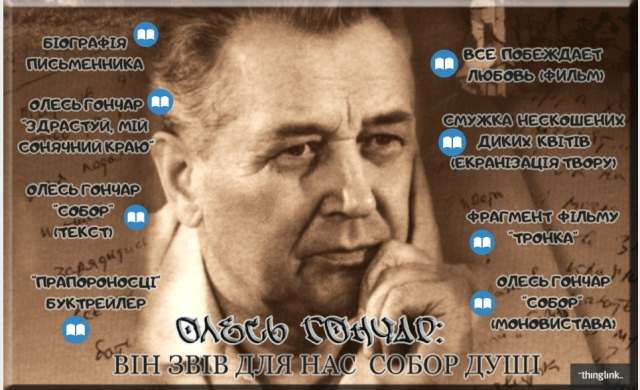 БІОГРАФІЯ
ПИСЬМЕННИКА
ОЛЕСЬ ГОНЧАР
"ЗДРАСТУЙ, МІЙ
СОНЯЧНИЙ КРАЮ"
ОЛЕСЬ ГОНЧАР
"СОБОР"
(ТЕКСТ)
"ПРАПОРОНОСЦІ"
БУКТРЕЙЛЕР
ВСЕ ПОБЕЖДАЕТ
ЛЮБОВЬ (ФИЛЬМ)
СМУЖКА НЕСКОШЕНИХ
ДИКИХ КВІТІВ
(ЕКРАНІЗАЦІЯ ТВОРУ)
ФРАГМЕНТ ФІЛЬМУ
"ТРОНКА"
ОЛЕСЬ ГОНЧАР
"СОБОР"
(МОНОВИСТАВА)
ОЛЕСЬ ГОНЧАР:
ВІН ЗВІВ ДЛЯ НАС СОБОР ДУШІ
thinglink..